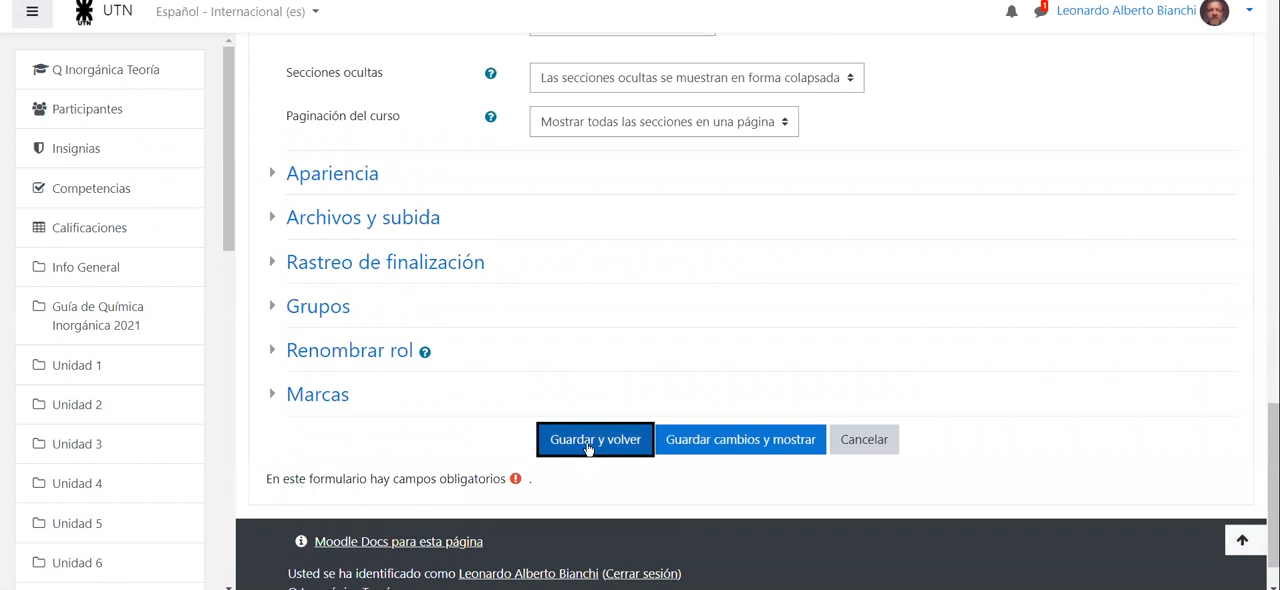 UTN
UTN
Español - Internacional (es)
1
Leonardo Alberto Bianchi
Q Inorgánica Teoría
Participantes
Insignias
Competencias
Calificaciones
Info General
Guía de Química
Inorgánica 2021
Unidad 1
Unidad 2
Unidad 3
Unidad 4
Unidad 5
Unidad 6
Secciones ocultas
Las secciones ocultas se muestran en forma colapsada
Paginación del curso
Mostrar todas las secciones en una página
Apariencia
Archivos y subida
Rastreo de finalización
Grupos
Renombrar rol
Marcas
Guardar y volver
Guardar cambios y mostrar
Cancelar
En este formulario hay campos obligatorios .
Moodle Docs para esta página
Usted se ha identificado como Leonardo Alberto Bianchi (Cerrar sesión)